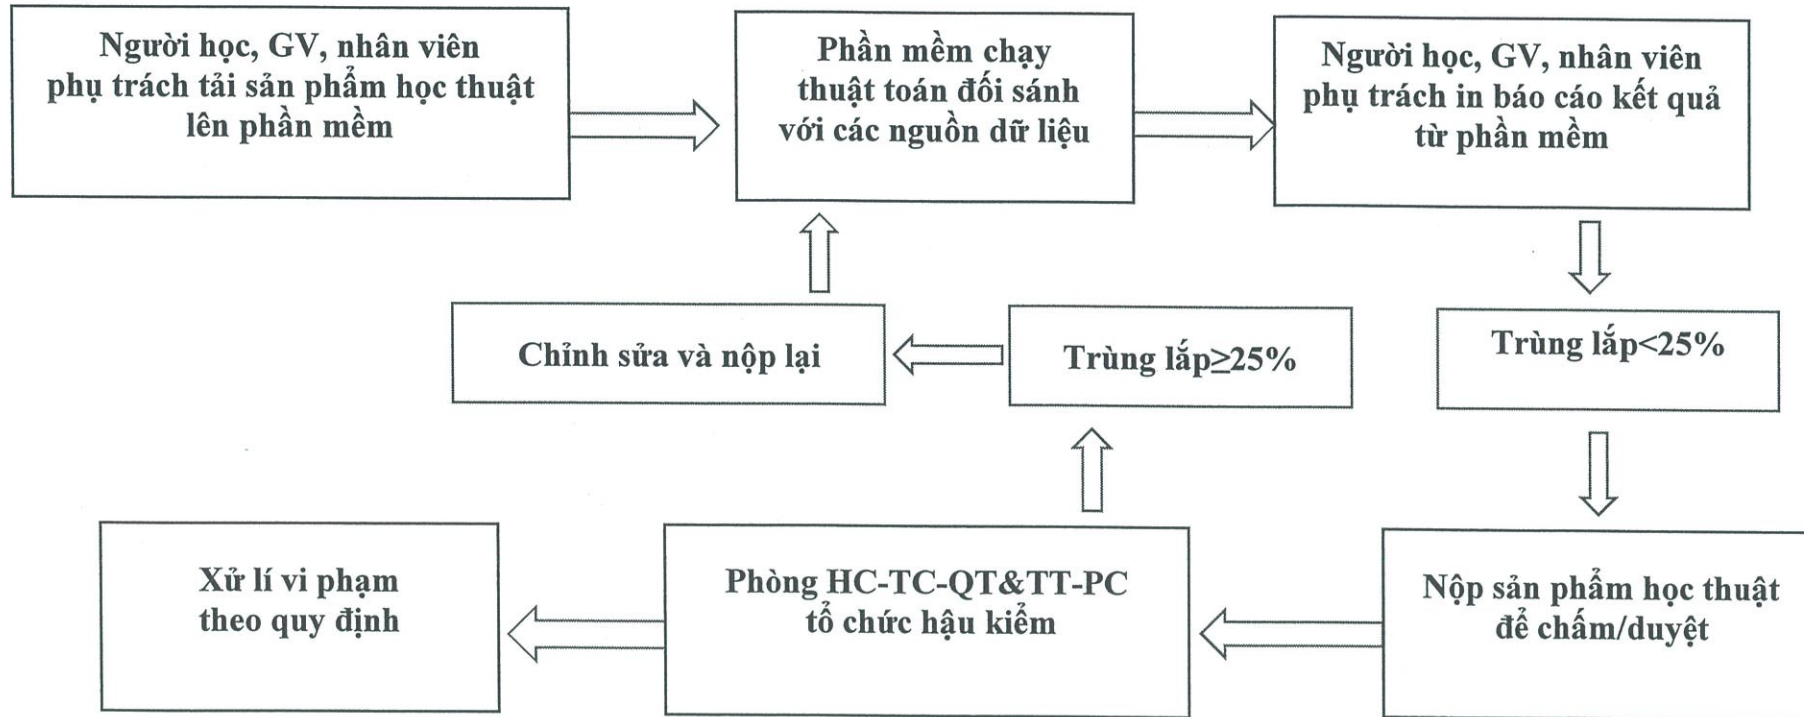 Người học, GV, nhân viên
phụ trách tải sản phẩm học thuật
lên phần mềm
Phần mềm chạy
thuật toán đối sánh
với các nguồn dữ liệu
Người học, GV, nhân viên
phụ trách in báo cáo kết quả
từ phần mềm
Chỉnh sửa và nộp lại
Trùng lắp≥25%
Trùng lắp<25%
Xử lí vi phạm
theo quy định
Phòng HC-TC-QT&TT-PC
tổ chức hậu kiểm
Nộp sản phẩm học thuật
để chấm/duyệt